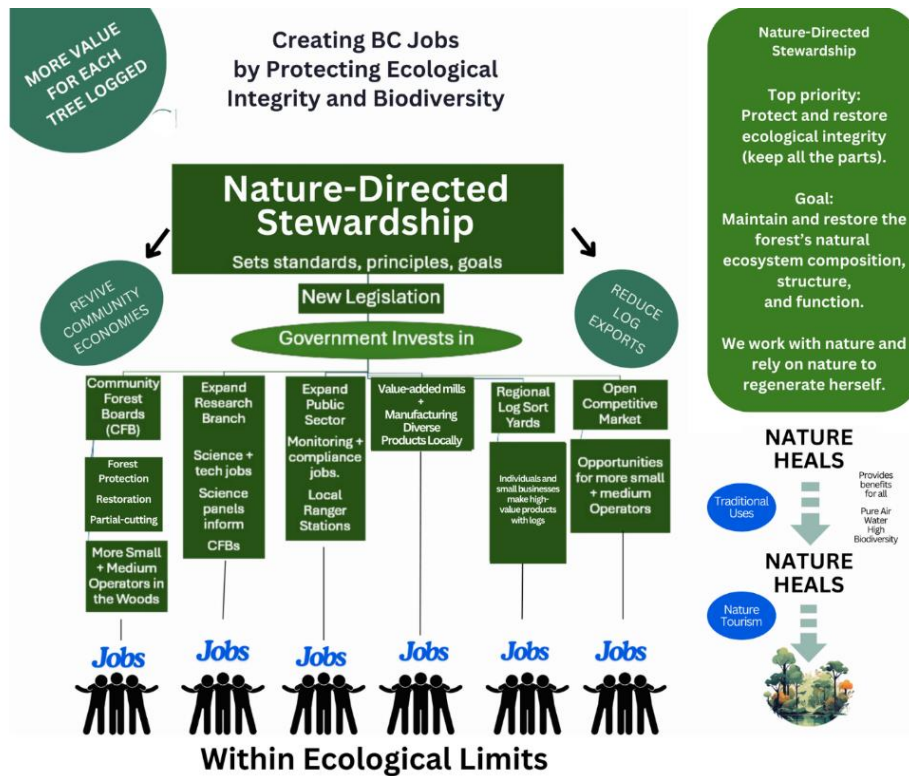 MORE VALUE
FOR EACH
TREE LOGGED
Creating BC Jobs
by Protecting Ecological
Integrity and Biodiversity
Nature-Directed
Stewardship
Sets standards, principles, goals
New Legislation
Government Invests in
REVIVE
COMMUNITY
ECONOMIES
REDUCE
LOG
EXPORTS
Community
Forest
Boards
(CFB)
Forest
Protection
Restoration
Partial-cutting
More Small
+ Medium
Operators in
the Woods
Expand
Research
Branch
Science +
tech jobs
Science
panels
inform
CFBs
Expand
Public
Sector
Monitoring +
compliance
jobs.
Local
Ranger
Stations
Value-added mills
+
Manufacturing
Diverse
Products Locally
Regional
Log Sort
Yards
Individuals and
small businesses
make high-
value products
with logs
Open
Competitive
Market
Opportunities
for more small
+ medium
Operators
Jobs
Jobs
Jobs
Jobs
Jobs
Jobs
Within Ecological Limits
Nature-Directed
Stewardship
Top priority:
Protect and restore
ecological integrity
(keep all the parts).
Goal:
Maintain and restore the
forest's natural
ecosystem composition,
structure,
and function.
We work with nature and
rely on nature to
regenerate herself.
NATURE
HEALS
Traditional
Uses
Provides
benefits
for all
Pure Air
Water
High
Biodiversity
NATURE
HEALS
Nature
Tourism